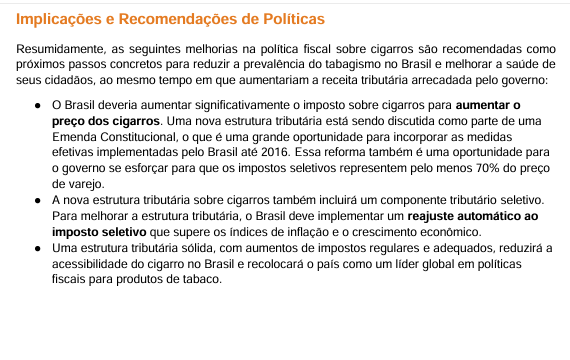 Implicações e Recomendações de Políticas
Resumidamente, as seguintes melhorias na política fiscal sobre cigarros são recomendadas como
próximos passos concretos para reduzir a prevalência do tabagismo no Brasil e melhorar a saúde de
seus cidadãos, ao mesmo tempo em que aumentariam a receita tributária arrecadada pelo governo:
● O Brasil deveria aumentar significativamente o imposto sobre cigarros para aumentar o
preço dos cigarros. Uma nova estrutura tributária está sendo discutida como parte de uma
Emenda Constitucional, o que é uma grande oportunidade para incorporar as medidas
efetivas implementadas pelo Brasil até 2016. Essa reforma também é uma oportunidade para
o governo se esforçar para que os impostos seletivos representem pelo menos 70% do preço
de varejo.
● A nova estrutura tributária sobre cigarros também incluirá um componente tributário seletivo.
Para melhorar a estrutura tributária, o Brasil deve implementar um reajuste automático ao
imposto seletivo que supere os índices de inflação e o crescimento econômico.
● Uma estrutura tributária sólida, com aumentos de impostos regulares e adequados, reduzirá a
acessibilidade do cigarro no Brasil e recolocará o país como um líder global em políticas
fiscais para produtos de tabaco.